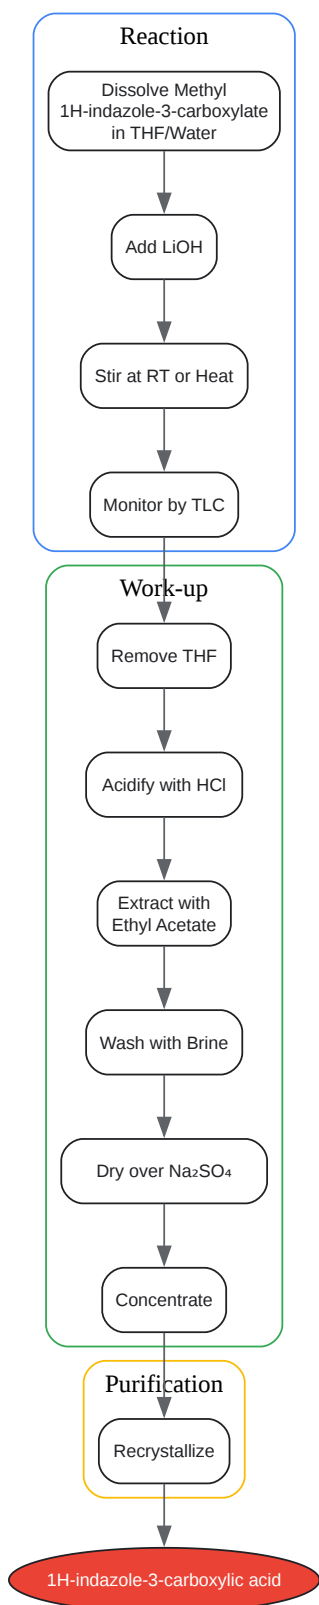 Reaction
Dissolve Methyl
1H-indazole-3-carboxylate
in THF/Water
Add LiOH
Stir at RT or Heat
Monitor by TLC
Work-up
Remove THF
Acidify with HCl
Extract with
Ethyl Acetate
Wash with Brine
Dry over Na₂SO₄
Concentrate
Purification
Recrystallize
1H-indazole-3-carboxylic acid